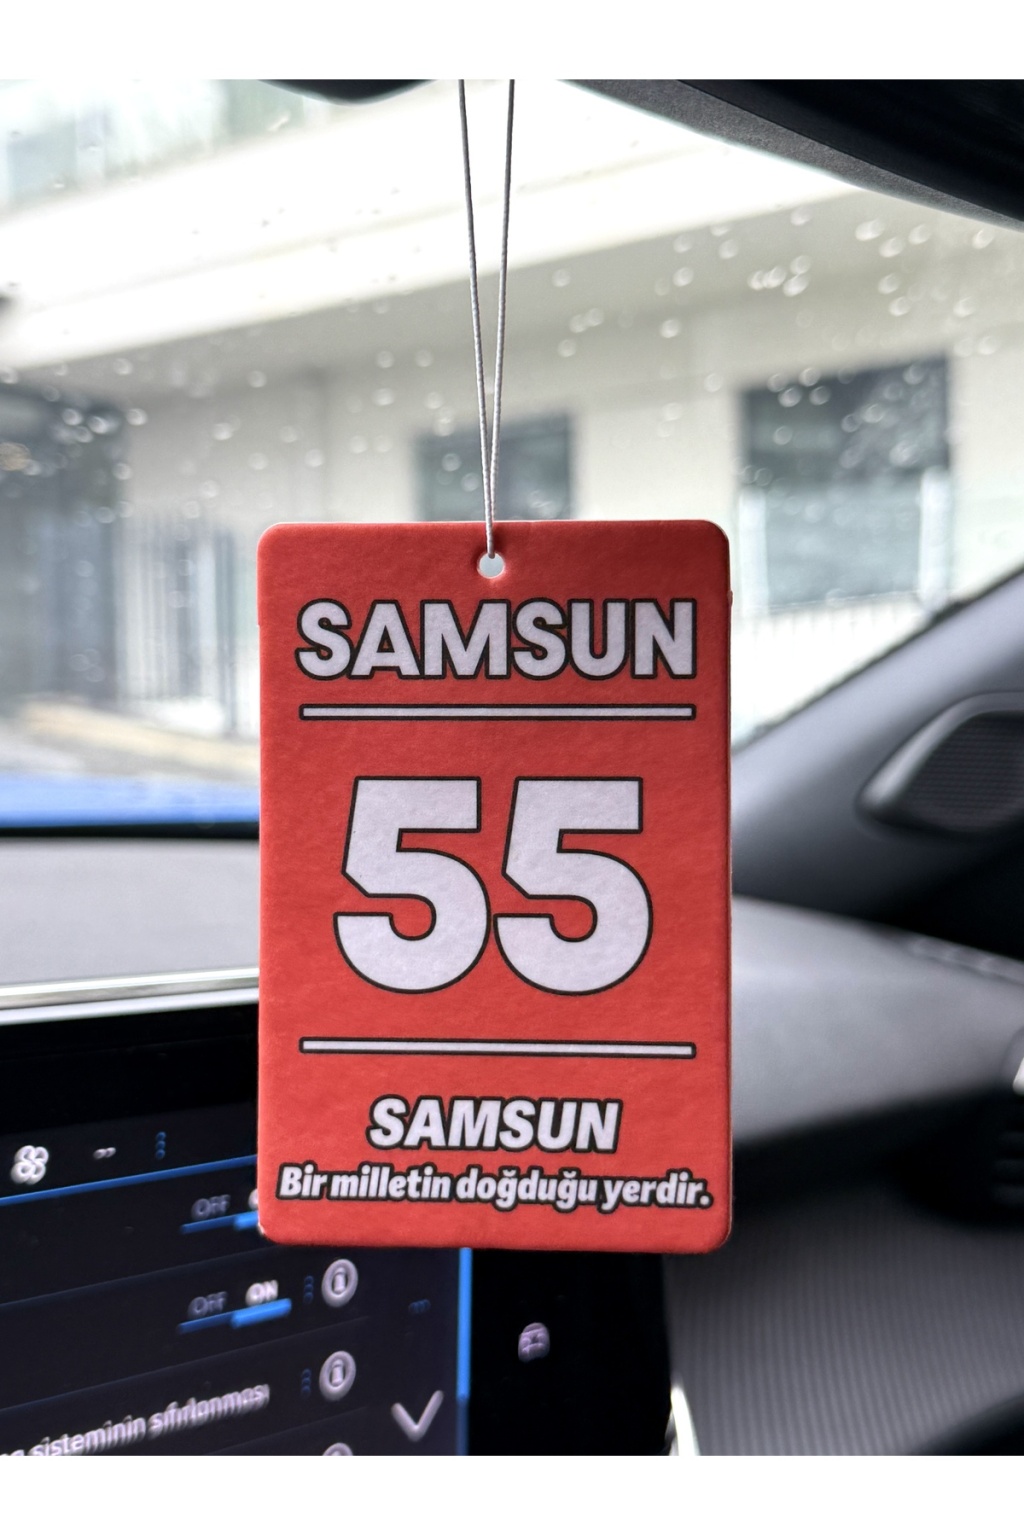 SAMSUN
55
SAMSUN
Bir milletin doğduğu yerdir.
OFF
OFF ON
sisteminin sıfırlanması